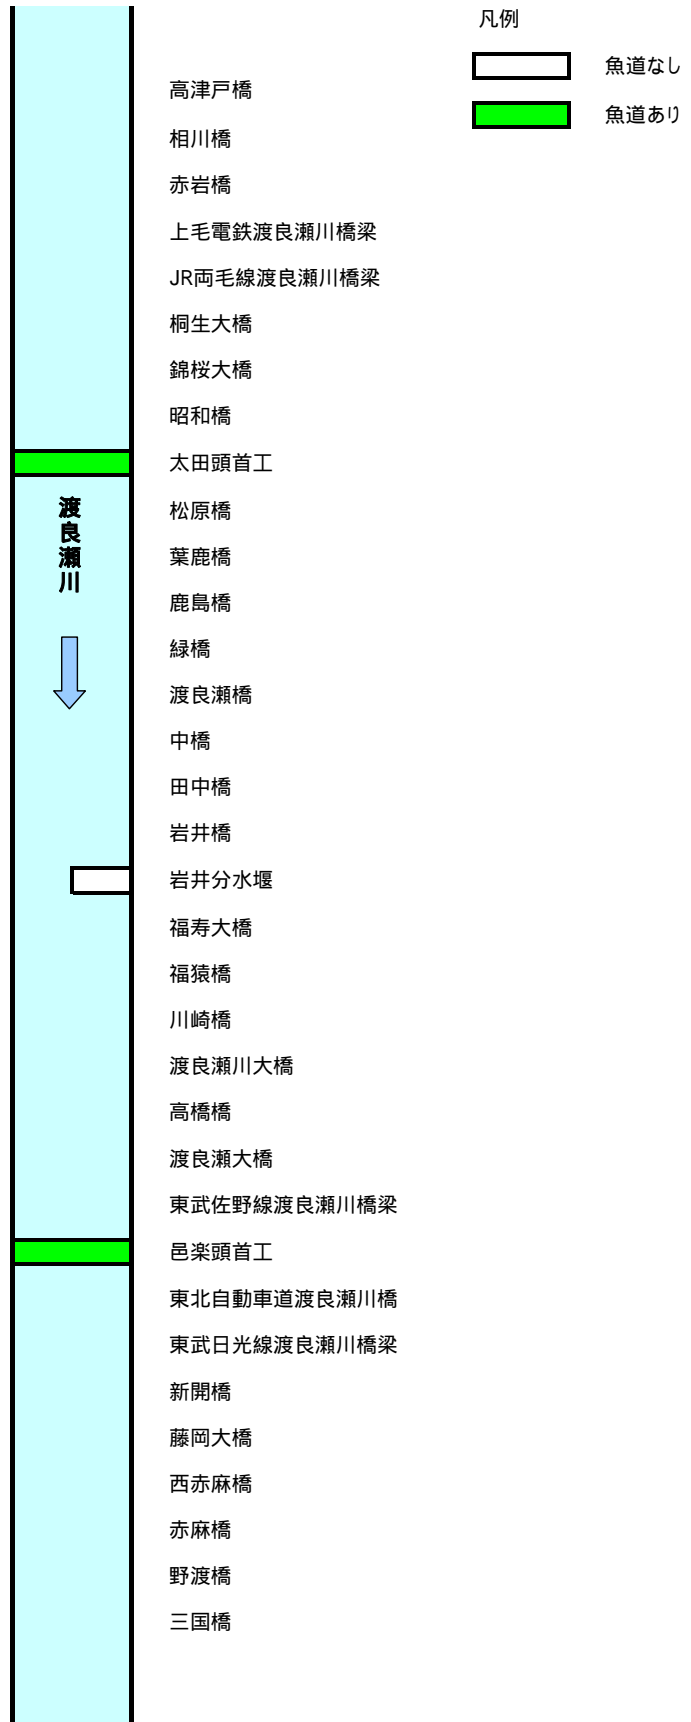 凡例
魚道なし
魚道あり
高津戸橋
相川橋
赤岩橋
上毛電鉄渡良瀬川橋梁
JR両毛線渡良瀬川橋梁
桐生大橋
錦桜大橋
昭和橋
太田頭首工
渡良瀬川
松原橋
葉鹿橋
鹿島橋
緑橋
渡良瀬橋
中橋
田中橋
岩井橋
岩井分水堰
福寿大橋
福猿橋
川崎橋
渡良瀬川大橋
高橋橋
渡良瀬大橋
東武佐野線渡良瀬川橋梁
邑楽頭首工
東北自動車道渡良瀬川橋
東武日光線渡良瀬川橋梁
新開橋
藤岡大橋
西赤麻橋
赤麻橋
野渡橋
三国橋